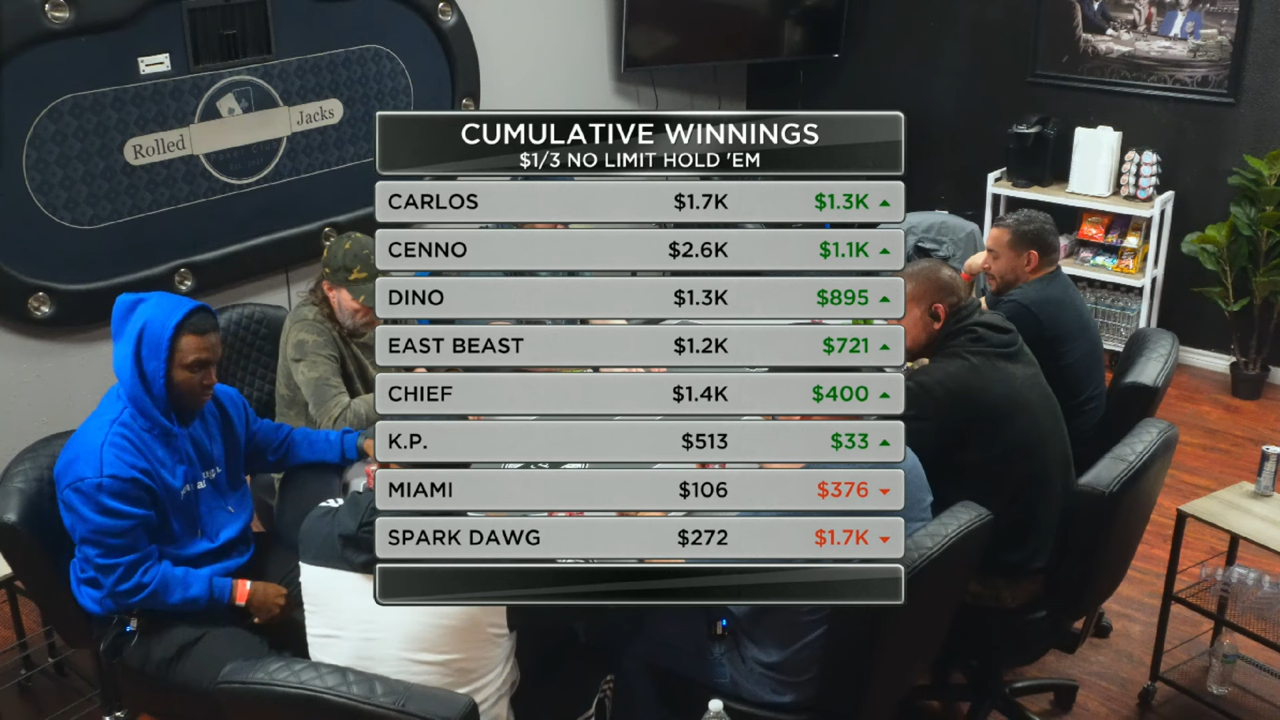 Rolled Jacks
CUMULATIVE WINNINGS
$1/3 NO LIMIT HOLD 'EM
CARLOS $1.7K $1.3K
CENNO $2.6K $1.1K
DINO $1.3K $895
EAST BEAST $1.2K $721
CHIEF $1.4K $400
K.P. $513 $33
MIAMI $106 $376
SPARK DAWG $272 $1.7K